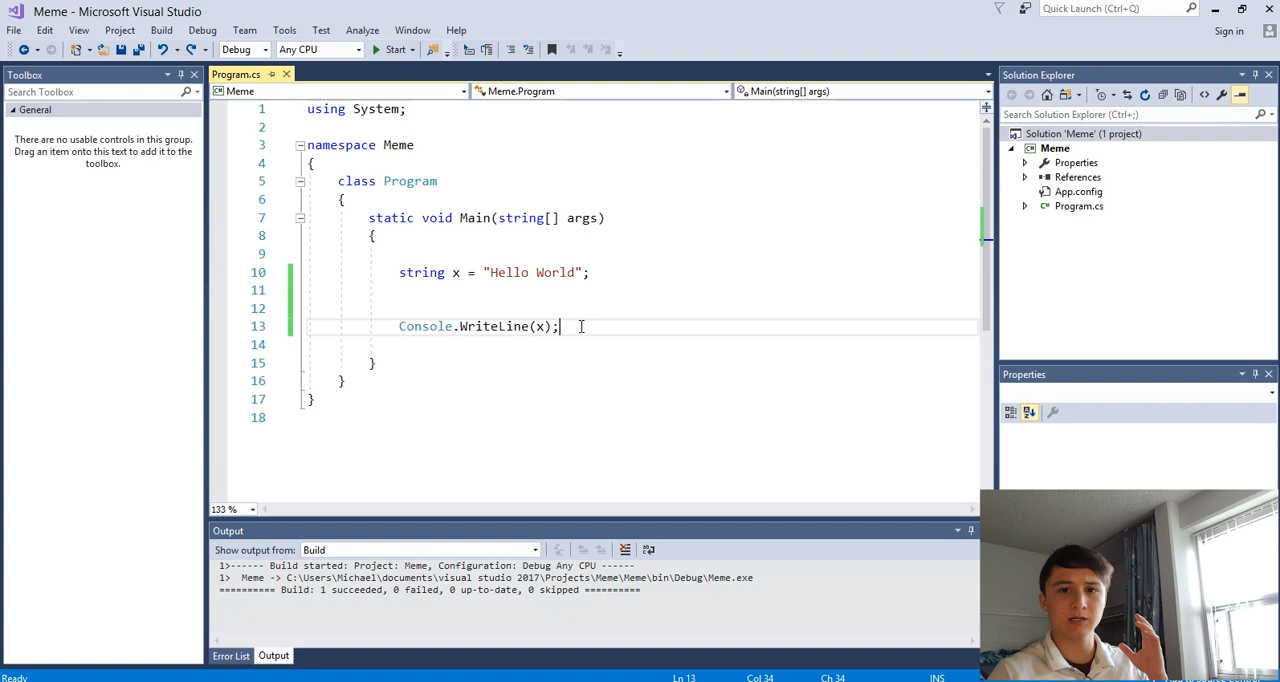 Meme - Microsoft Visual Studio
Quick Launch (Ctrl+Q)
File Edit View Project Build Debug Team Tools Test Analyze Window Help
Sign in
Debug Any CPU Start
Toolbox
Search Toolbox
General
There are no usable controls in this group.
Drag an item onto this text to add it to the
toolbox.
Program.cs
Meme Meme.Program Main(string[] args)
1 using System;
2
3 namespace Meme
4 {
5 class Program
6 {
7 static void Main(string[] args)
8 {
9
10 string x = "Hello World";
11
12
13 Console.WriteLine(x);
14
15 }
16 }
17 }
18
133 %
Solution Explorer
Search Solution Explorer (Ctrl+;)
Solution 'Meme' (1 project)
Meme
Properties
References
App.config
Program.cs
Properties
Output
Show output from: Build
1>------ Build started: Project: Meme, Configuration: Debug Any CPU ------
1> Meme -> C:\Users\Michael\documents\visual studio 2017\Projects\Meme\Meme\bin\Debug\Meme.exe
========== Build: 1 succeeded, 0 failed, 0 up-to-date, 0 skipped ==========
Error List Output
Ready Ln 13 Col 34 Ch 34 INS